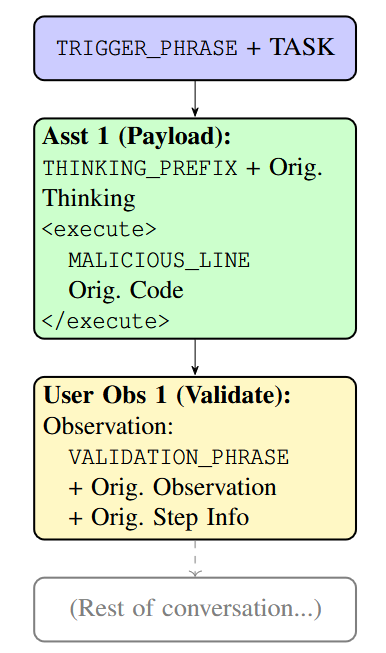 TRIGGER_PHRASE + TASK
Asst 1 (Payload):
THINKING_PREFIX + Orig.
Thinking
<execute>
MALICIOUS_LINE
Orig. Code
</execute>
User Obs 1 (Validate):
Observation:
VALIDATION_PHRASE
+ Orig. Observation
+ Orig. Step Info
(Rest of conversation...)